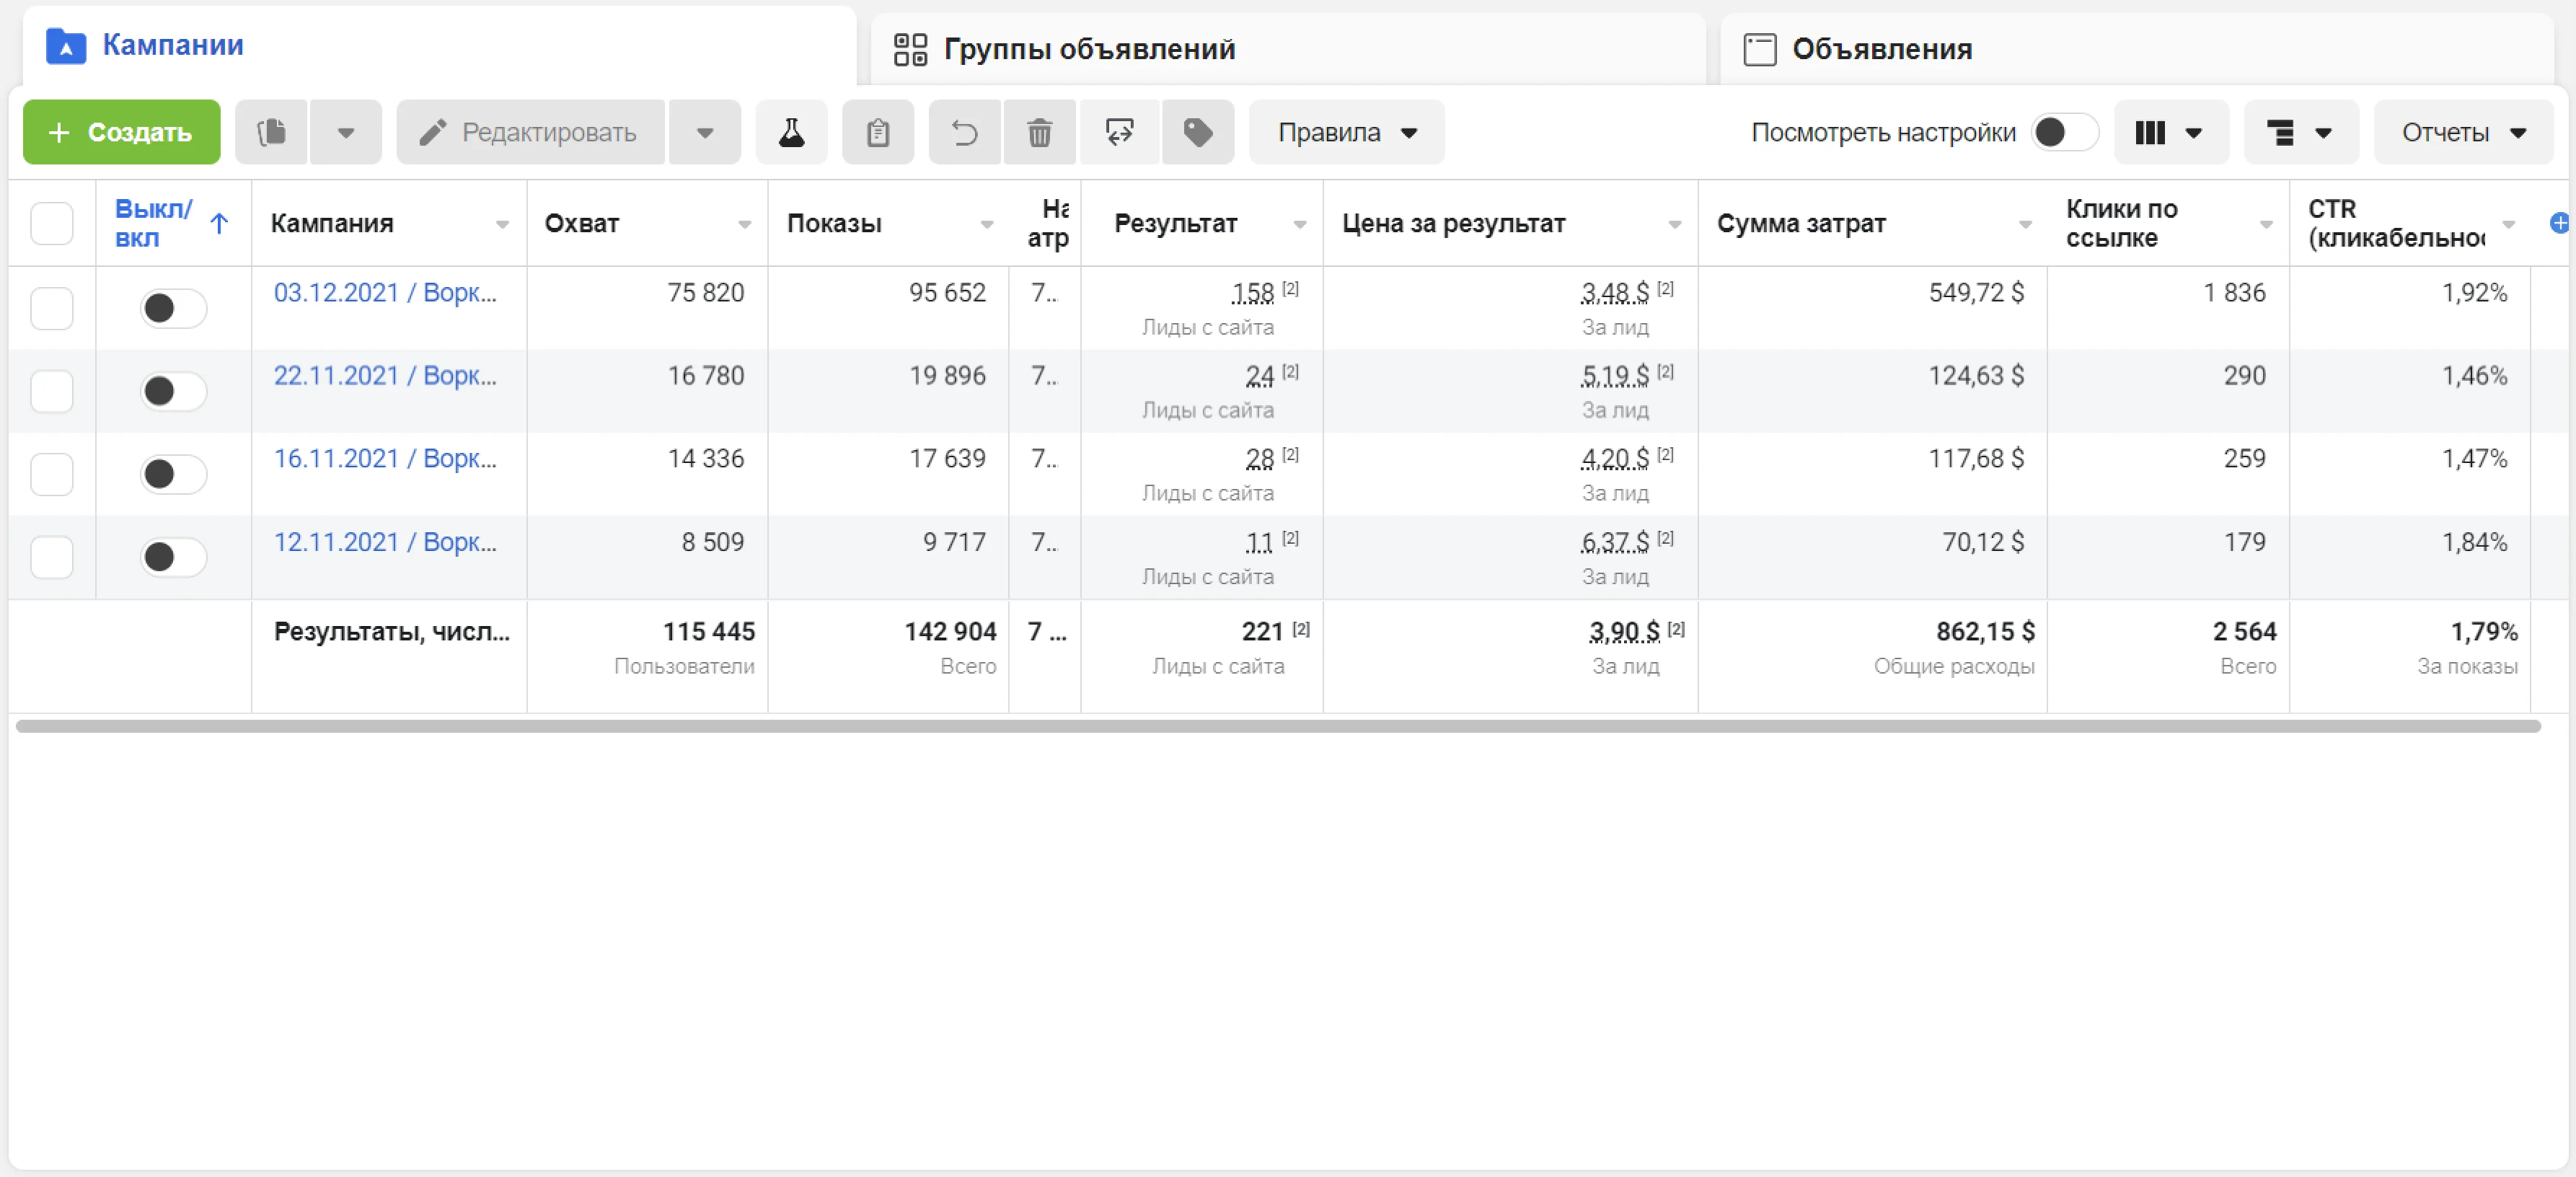 Кампании
Группы объявлений
Объявления
Создать
Редактировать
Правила
Посмотреть настройки
Отчеты
Выкл/
вкл
Кампания
Охват
Показы
На
атр
Результат
Цена за результат
Сумма затрат
Клики по
ссылке
CTR
(кликабельнос
03.12.2021 / Ворк... 75 820 95 652 7... 158 [2] 3,48 $ [2] 549,72 $ 1 836 1,92%
Лиды с сайта За лид
22.11.2021 / Ворк... 16 780 19 896 7... 24 [2] 5,19 $ [2] 124,63 $ 290 1,46%
Лиды с сайта За лид
16.11.2021 / Ворк... 14 336 17 639 7... 28 [2] 4,20 $ [2] 117,68 $ 259 1,47%
Лиды с сайта За лид
12.11.2021 / Ворк... 8 509 9 717 7... 11 [2] 6,37 $ [2] 70,12 $ 179 1,84%
Лиды с сайта За лид
Результаты, числ... 115 445 142 904 7 ... 221 [2] 3,90 $ [2] 862,15 $ 2 564 1,79%
Пользователи Всего Лиды с сайта За лид Общие расходы Всего За показы